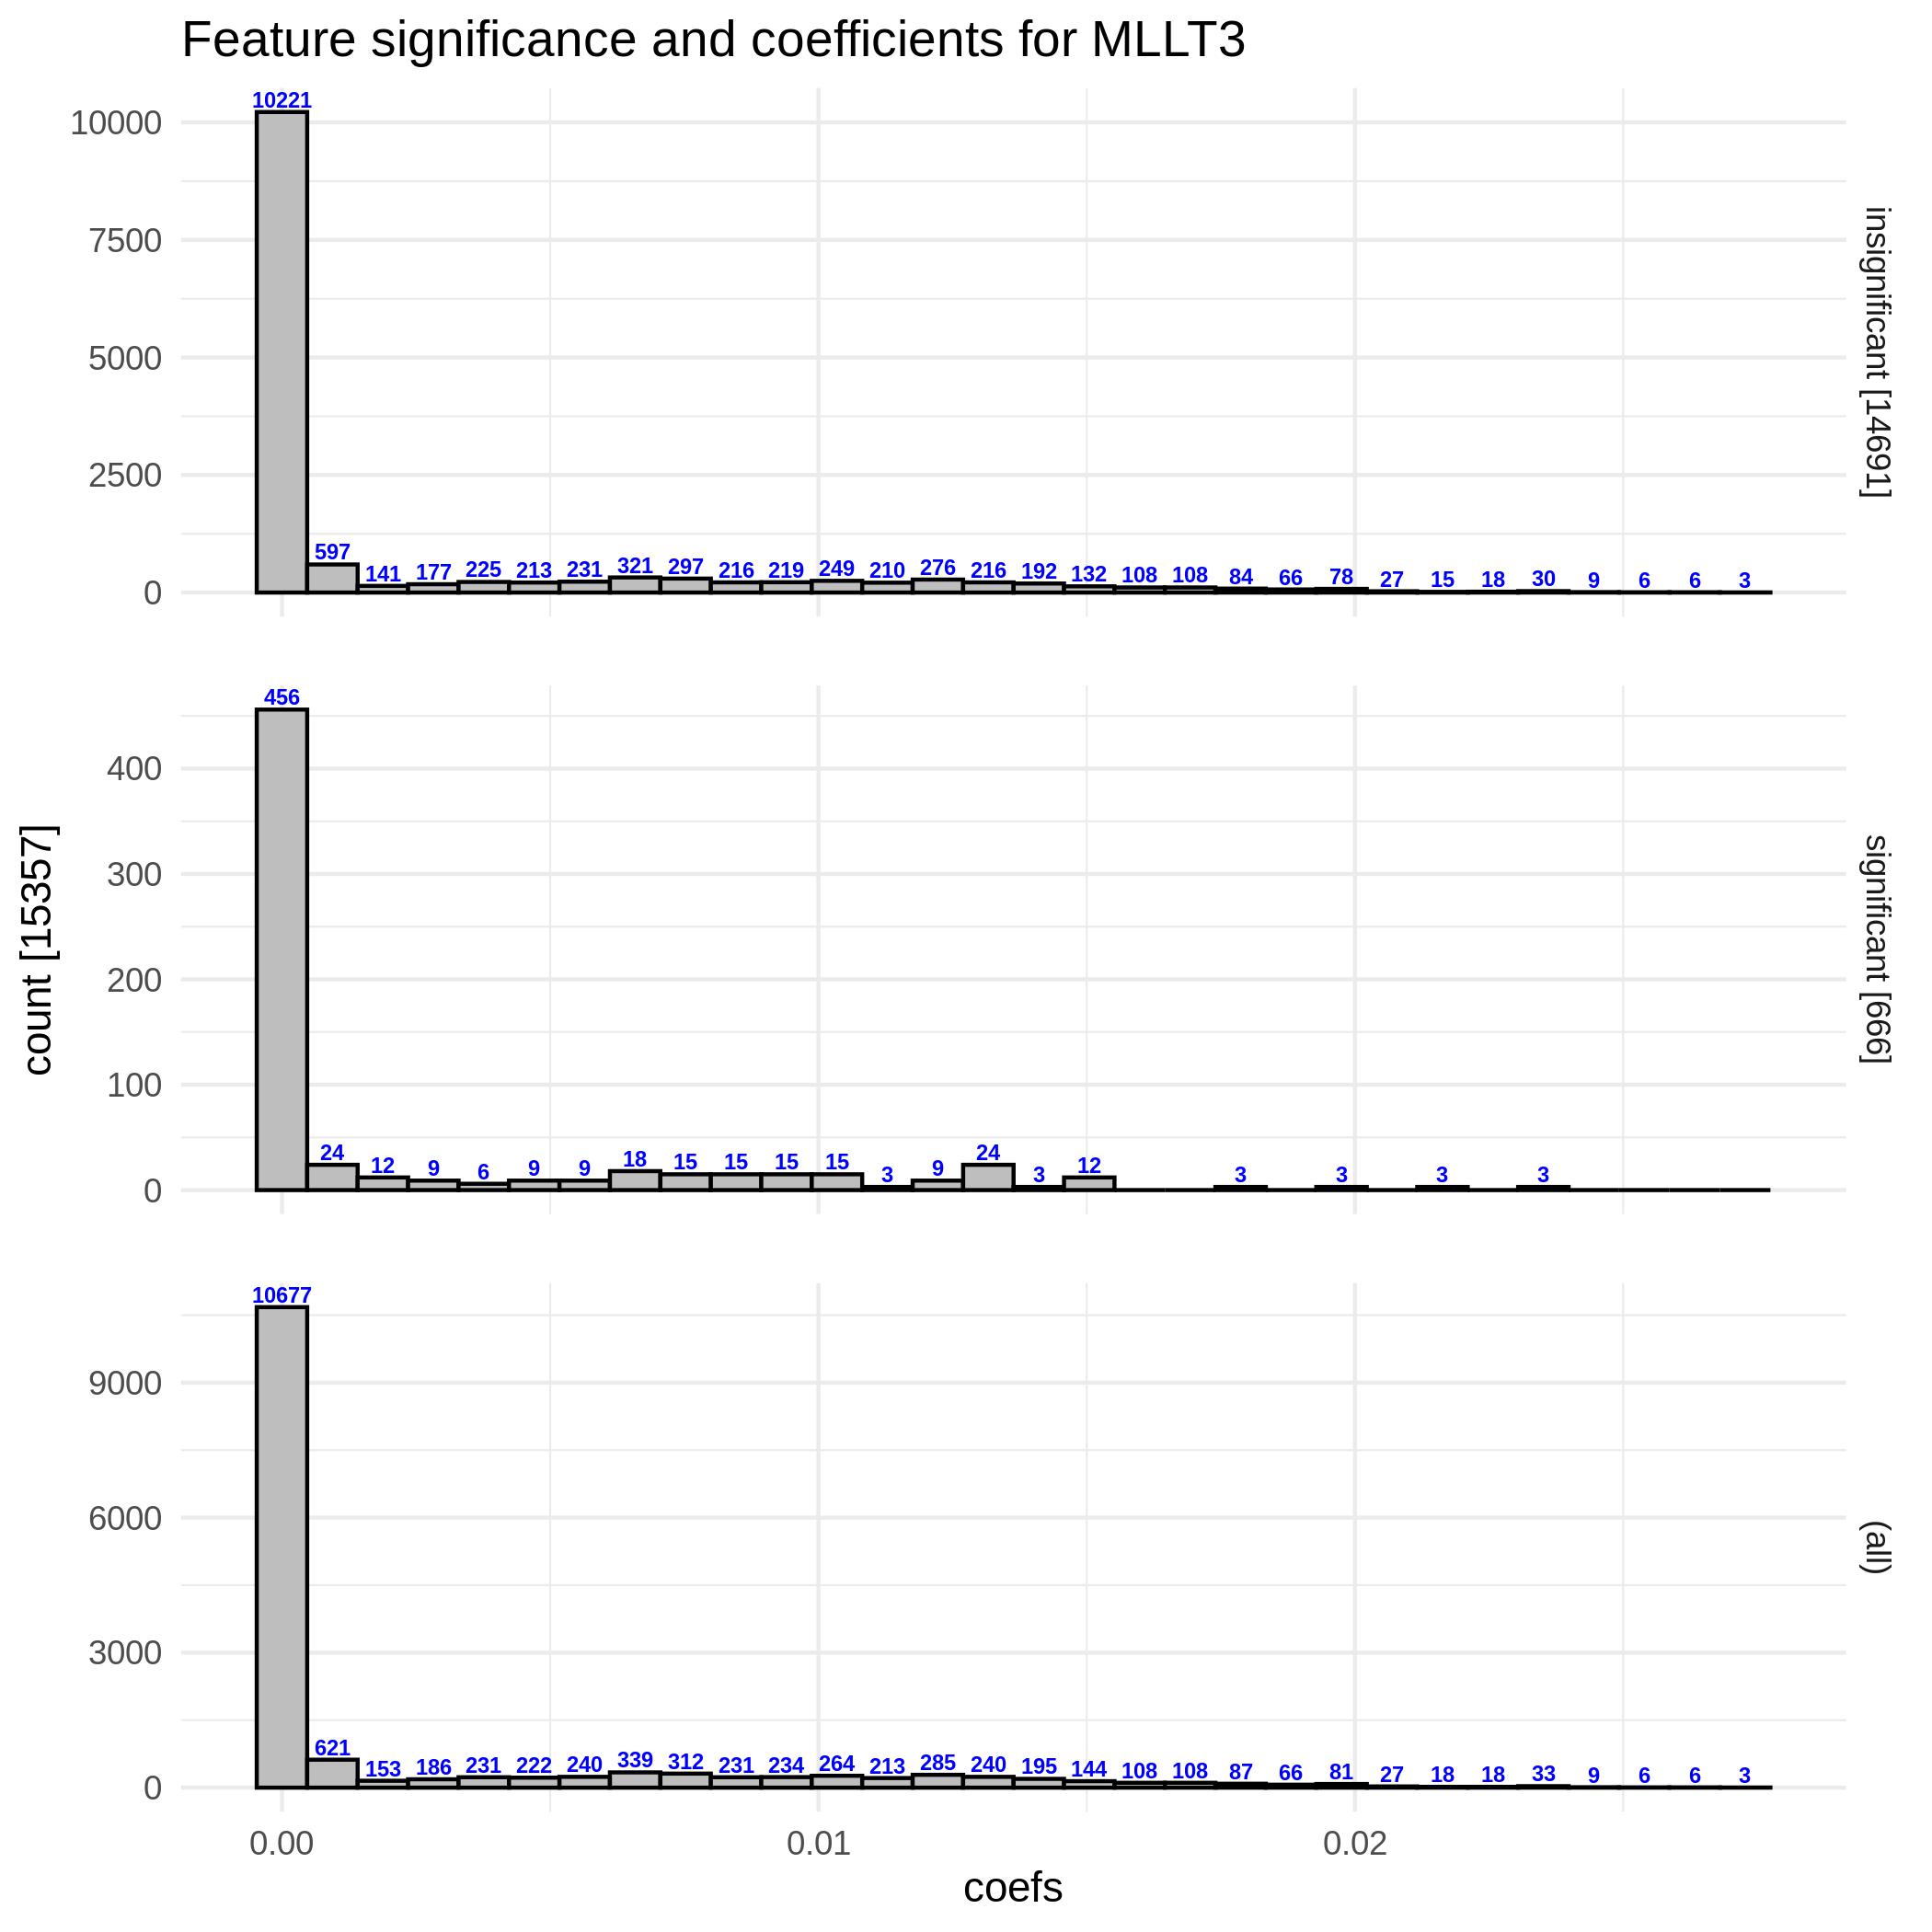 Feature significance and coefficients for MLLT3
count [15357]
10000
7500
5000
2500
0
10221
597 141 177 225 213 231 321 297 216 219 249 210 276 216 192 132 108 108 84 66 78 27 15 18 30 9 6 6 3
insignificant [14691]
400
300
200
100
0
456
24 12 9 6 9 9 18 15 15 15 15 3 9 24 3 12 3 3 3 3
significant [666]
9000
6000
3000
0
10677
621 153 186 231 222 240 339 312 231 234 264 213 285 240 195 144 108 108 87 66 81 27 18 18 33 9 6 6 3
(all)
0.00 0.01 0.02
coefs